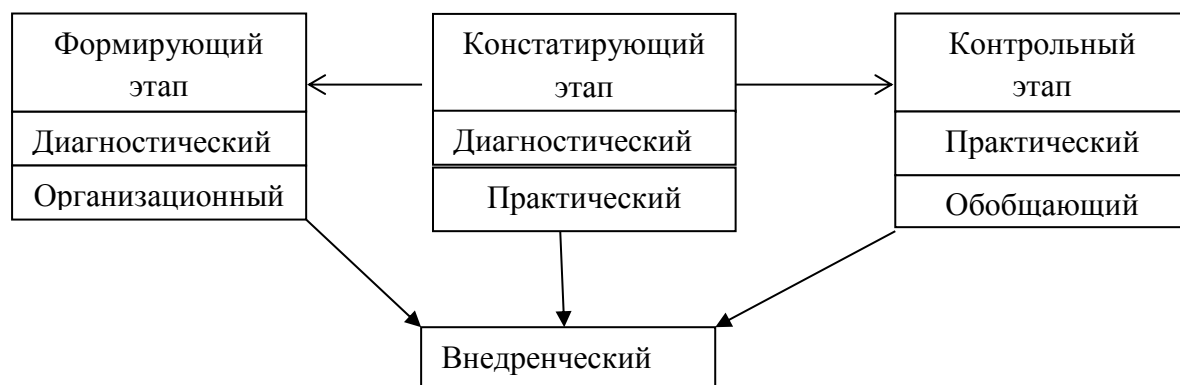 Формирующий
этап
Диагностический
Организационный
Констатирующий
этап
Диагностический
Практический
Контрольный
этап
Практический
Обобщающий
Внедренческий